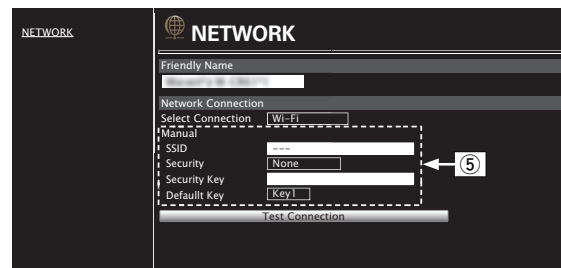 NETWORK
NETWORK
Friendly Name
Network Connection
Select Connection Wi-Fi
Manual
SSID ---
Security None
Security Key
Defaullt Key Key1
Test Connection
⑤